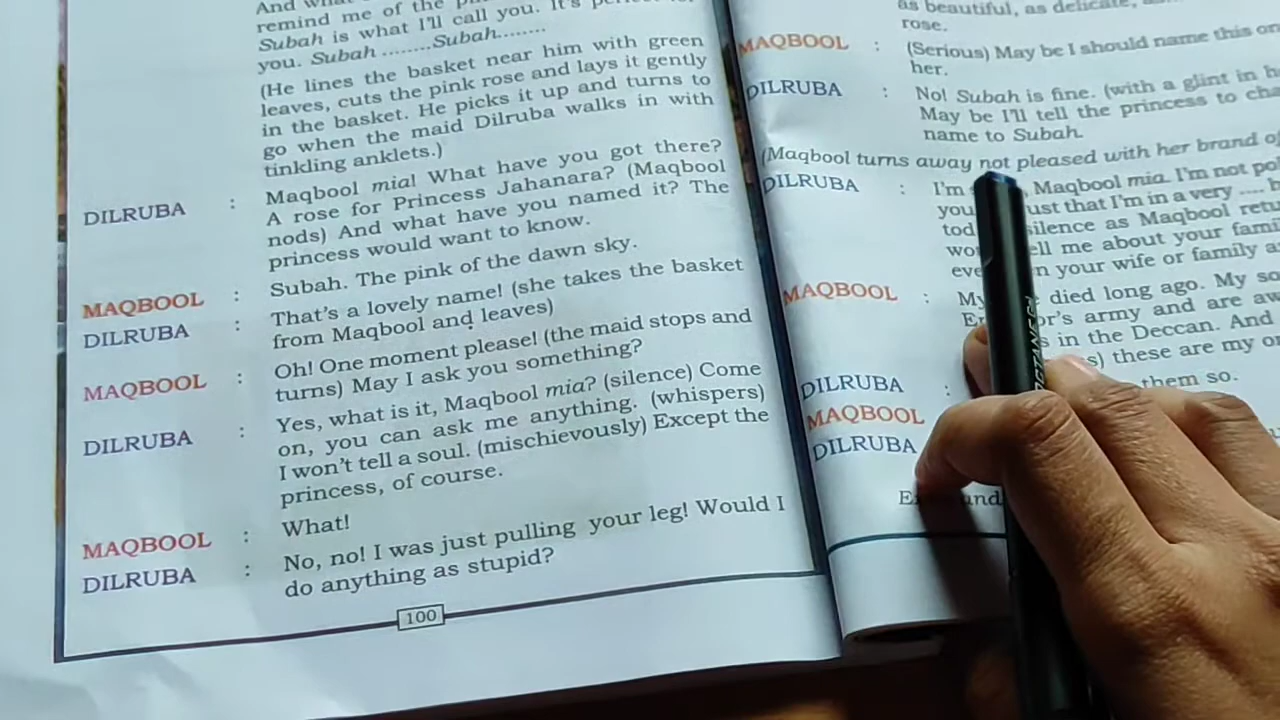 And what
remind me of the
Subah is what I'll call you. It's
you. Subah ........Subah........
(He lines the basket near him with green
leaves, cuts the pink rose and lays it gently
in the basket. He picks it up and turns to
go when the maid Dilruba walks in with
tinkling anklets.)
DILRUBA : Maqbool mia! What have you got there?
A rose for Princess Jahanara? (Maqbool
nods) And what have you named it? The
princess would want to know.
MAQBOOL : Subah. The pink of the dawn sky.
DILRUBA : That's a lovely name! (she takes the basket
from Maqbool and leaves)
MAQBOOL : Oh! One moment please! (the maid stops and
turns) May I ask you something?
DILRUBA : Yes, what is it, Maqbool mia? (silence) Come
on, you can ask me anything. (whispers)
I won't tell a soul. (mischievously) Except the
princess, of course.
MAQBOOL : What!
DILRUBA : No, no! I was just pulling your leg! Would I
do anything as stupid?
100
as beautiful, as delicate,
rose.
MAQBOOL : (Serious) May be I should name this
her.
DILRUBA : No! Subah is fine. (with a glint in
May be I'll tell the princess to
name to Subah.
(Maqbool turns away not pleased with her brand
DILRUBA : I'm Maqbool mia. I'm not
that I'm in a very ....
silence as Maqbool
me about your
your wife or family
MAQBOOL : died long ago. My
army and are
in the Deccan. And
these are my
DILRUBA :
MAQBOOL them so.
DILRUBA